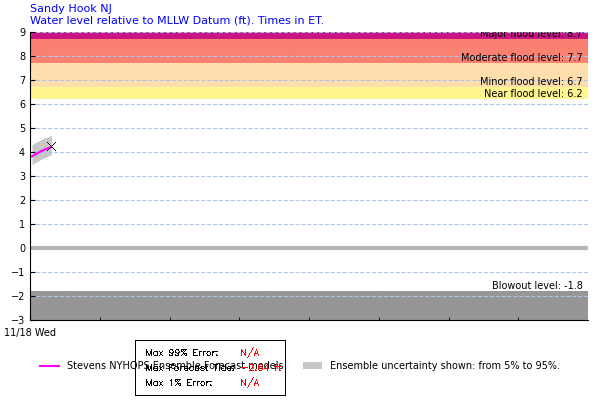 Sandy Hook NJ
Water level relative to MLLW Datum (ft). Times in ET.
9
Major flood level: 8.7
8
Moderate flood level: 7.7
7
Minor flood level: 6.7
Near flood level: 6.2
6
5
4
3
2
1
0
−1
Blowout level: -1.8
−2
−3
11/18 Wed
Max 99% Error: N/A
Stevens NYHOPS Ensemble Forecast models
Ensemble uncertainty shown: from 5% to 95%.
Max Forecast Tide:
Max 1% Error: N/A